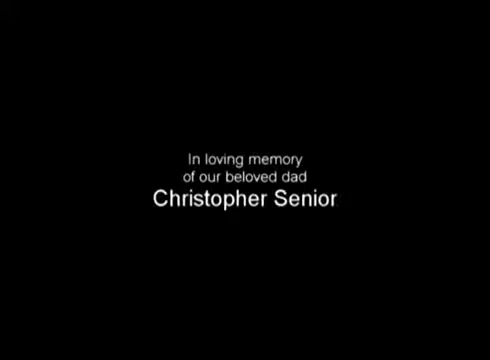 In loving memory
of our beloved dad
Christopher Senior